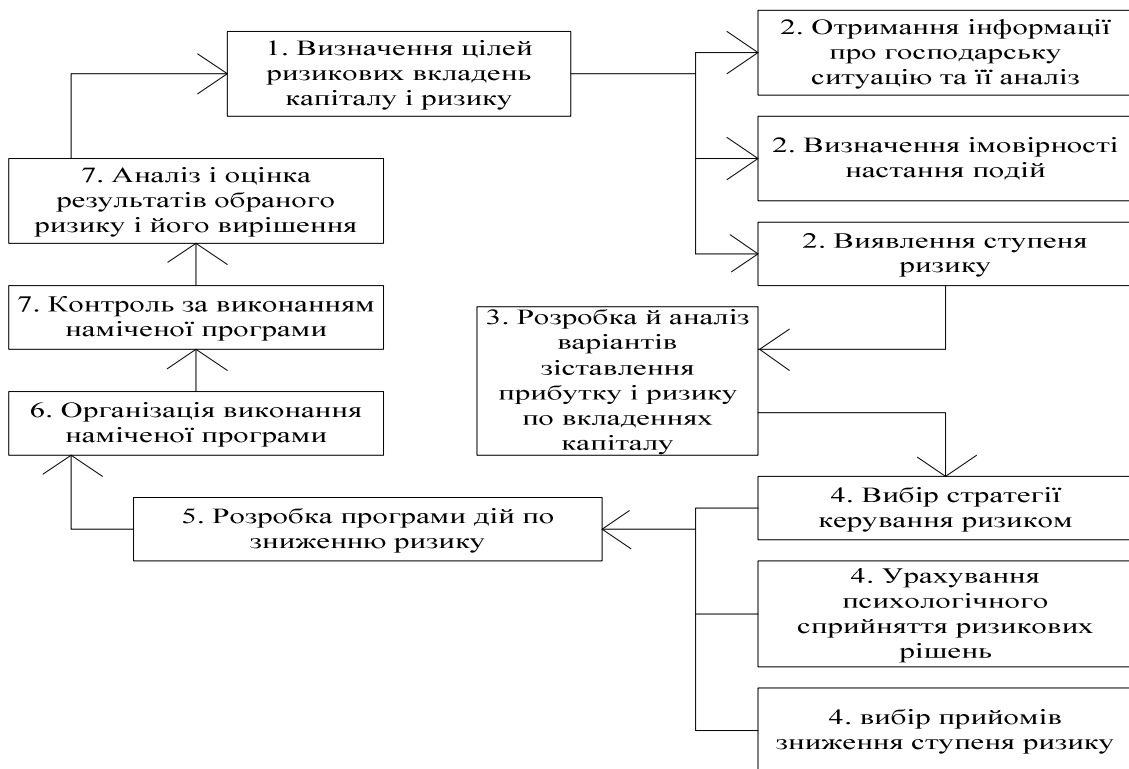 1. Визначення цілей
ризикових вкладень
капіталу і ризику
2. Отримання інформації
про господарську
ситуацію та її аналіз
2. Визначення імовірності
настання подій
2. Виявлення ступеня
ризику
3. Розробка й аналіз
варіантів
зіставлення
прибутку і ризику
по вкладеннях
капіталу
4. Вибір стратегії
керування ризиком
4. Урахування
психологічного
сприйняття ризикових
рішень
4. вибір прийомів
зниження ступеня ризику
5. Розробка програми дій по
зниженню ризику
6. Організація виконання
наміченої програми
7. Контроль за виконанням
наміченої програми
7. Аналіз і оцінка
результатів обраного
ризику і його вирішення